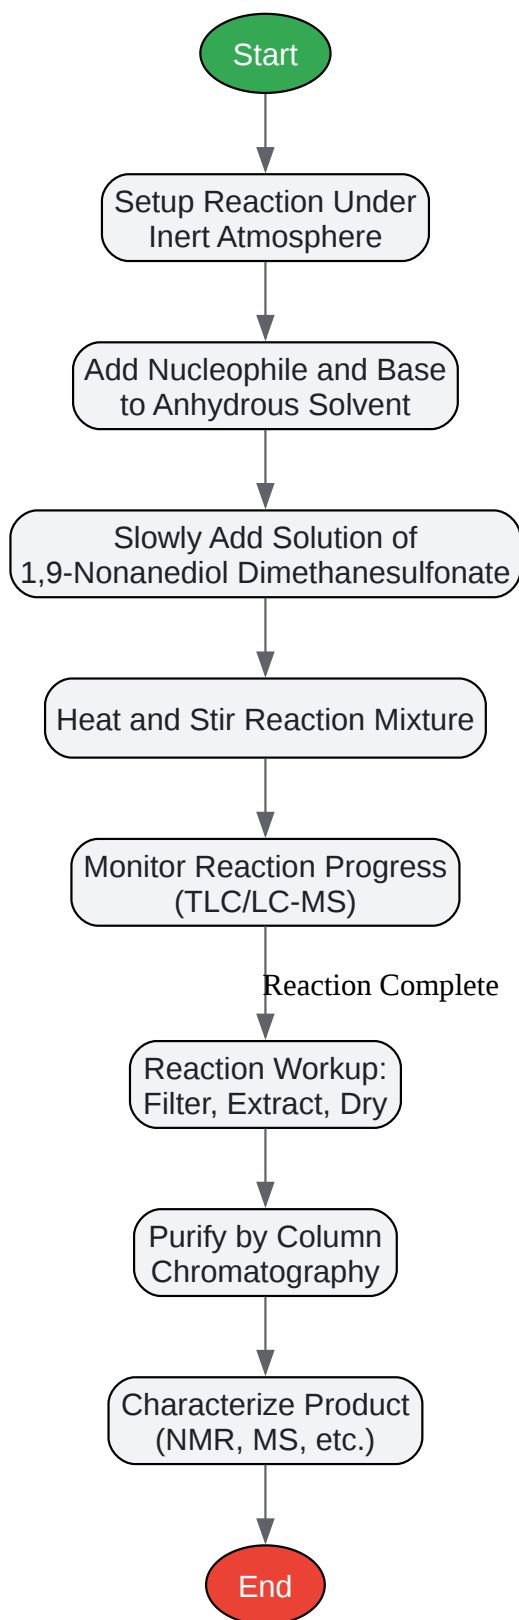 Start
Setup Reaction Under
Inert Atmosphere
Add Nucleophile and Base
to Anhydrous Solvent
Slowly Add Solution of
1,9-Nonanediol Dimethanesulfonate
Heat and Stir Reaction Mixture
Monitor Reaction Progress
(TLC/LC-MS)
Reaction Complete
Reaction Workup:
Filter, Extract, Dry
Purify by Column
Chromatography
Characterize Product
(NMR, MS, etc.)
End